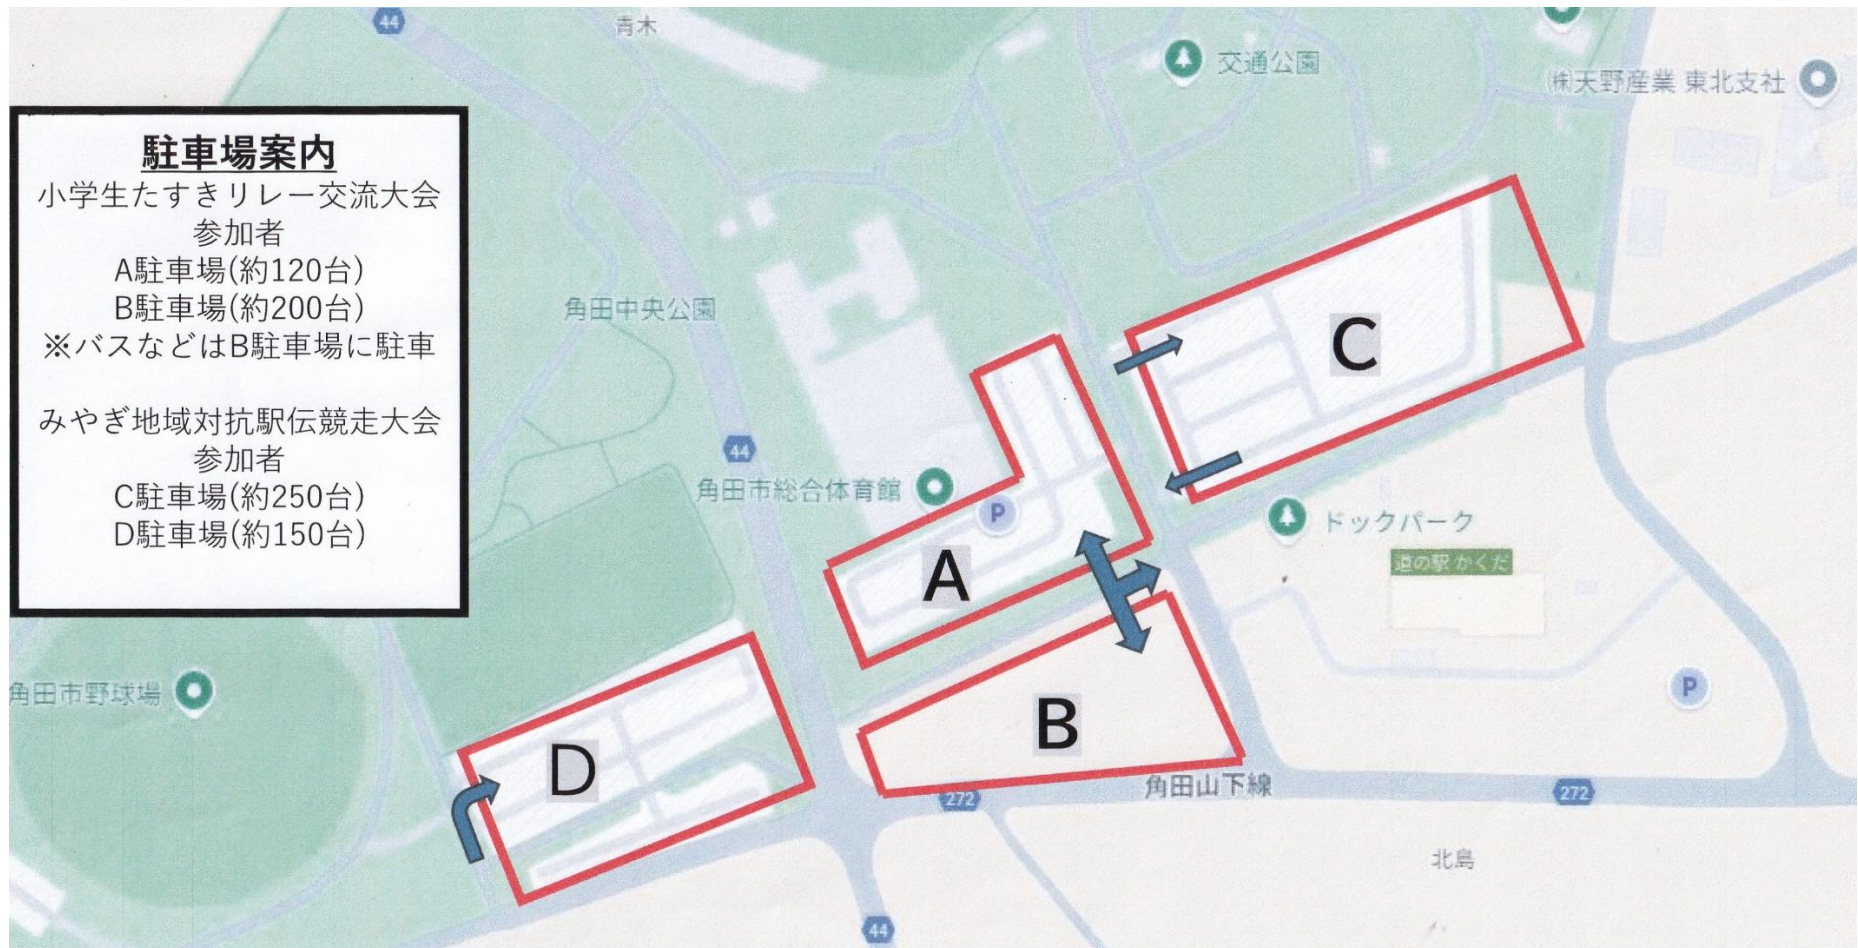 駐車場案内
小学生たすきリレー交流大会
参加者
A駐車場(約120台)
B駐車場(約200台)
※バスなどはB駐車場に駐車
みやぎ地域対抗駅伝競走大会
参加者
C駐車場(約250台)
D駐車場(約150台)
44
青木
交通公園
㈱天野産業 東北支社
角田中央公園
C
44
角田市総合体育館
P
ドックパーク
道の駅 かくだ
A
角田市野球場
P
B
D
角田山下線
272
272
北島
44